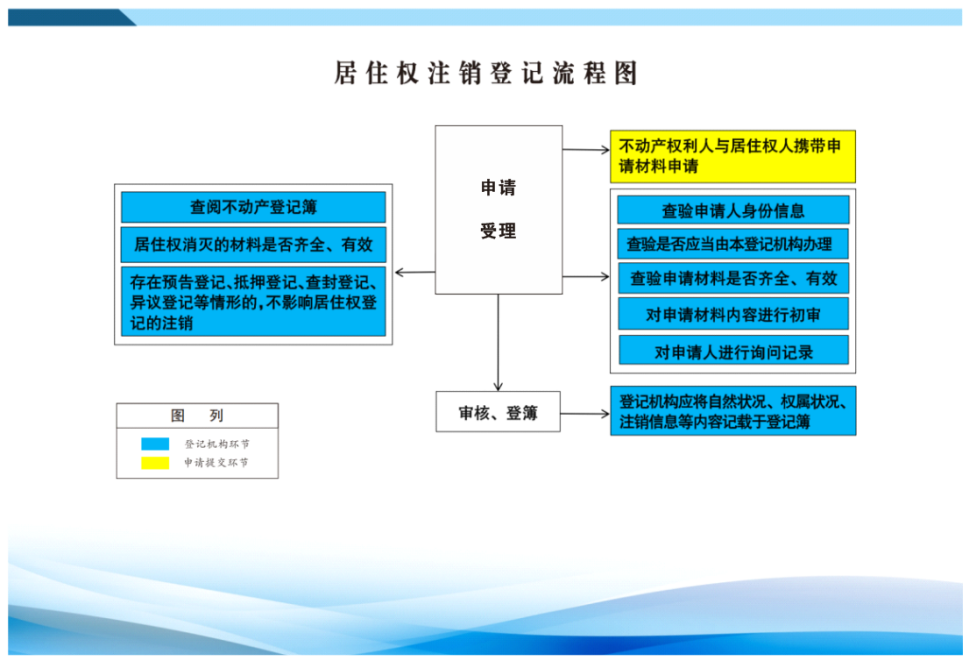 居住权注销登记流程图
申请
受理
不动产权利人与居住权人携带申
请材料申请
查阅不动产登记簿
居住权消灭的材料是否齐全、有效
存在预告登记、抵押登记、查封登记、
异议登记等情形的,不影响居住权登
记的注销
查验申请人身份信息
查验是否应当由本登记机构办理
查验申请材料是否齐全、有效
对申请材料内容进行初审
对申请人进行询问记录
审核、登簿
登记机构应将自然状况、权属状况、
注销信息等内容记载于登记簿
图 列
登记机构环节
申请提交环节